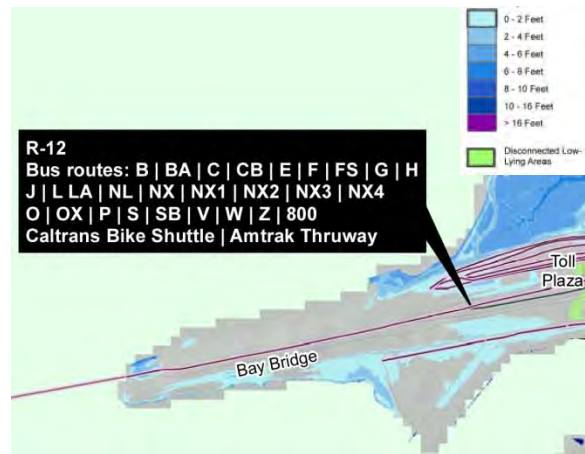 0 - 2 Feet
2 - 4 Feet
4 - 6 Feet
6 - 8 Feet
8 - 10 Feet
10 - 16 Feet
> 16 Feet
Disconnected Low-
Lying Areas
R-12
Bus routes: B | BA | C | CB | E | F | FS | G | H
J | L LA | NL | NX | NX1 | NX2 | NX3 | NX4
O | OX | P | S | SB | V | W | Z | 800
Caltrans Bike Shuttle | Amtrak Thruway
Toll
Plaza
Bay Bridge